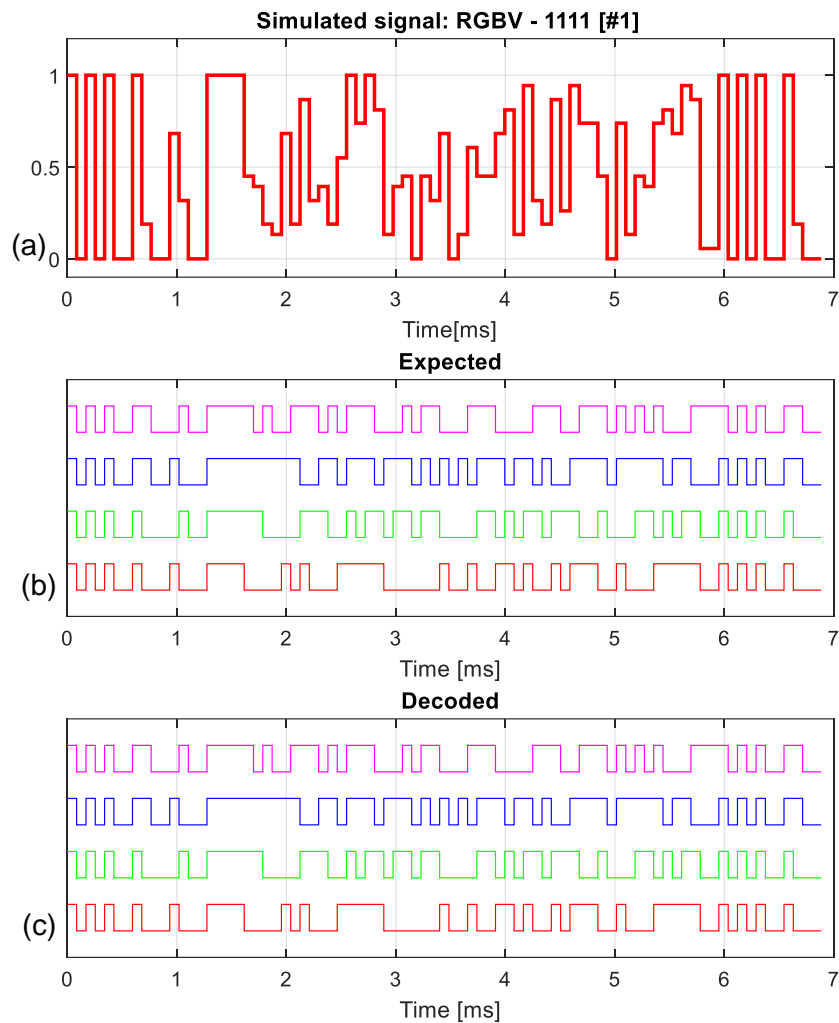 Simulated signal: RGBV - 1111 [#1]
1
0.5
0
(a)
0 1 2 3 4 5 6 7
Time[ms]
Expected
(b)
0 1 2 3 4 5 6 7
Time [ms]
Decoded
(c)
0 1 2 3 4 5 6 7
Time [ms]